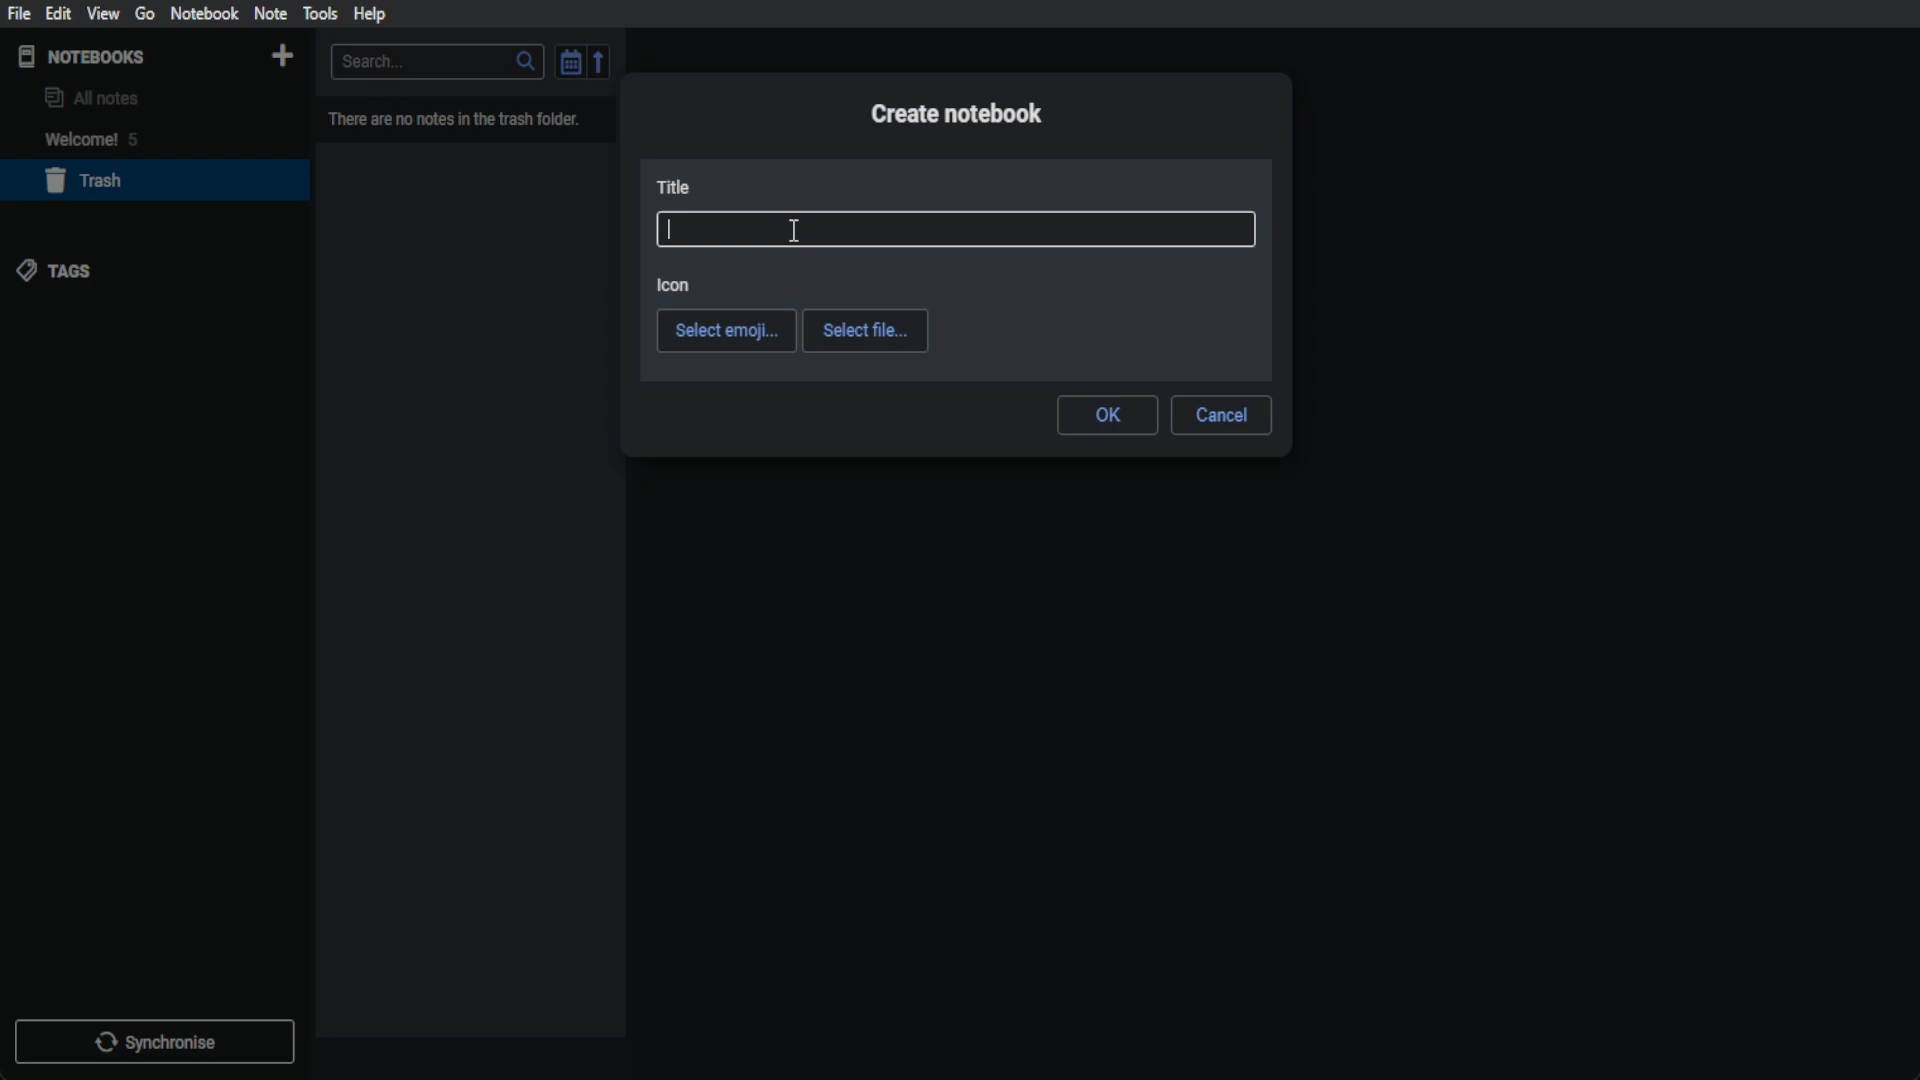 File Edit View Go Notebook Note Tools Help
NOTEBOOKS
All notes
Welcome! 5
Trash
TAGS
Synchronise
Search...
There are no notes in the trash folder.
Create notebook
Title
Icon
Select emoji... Select file...
OK Cancel